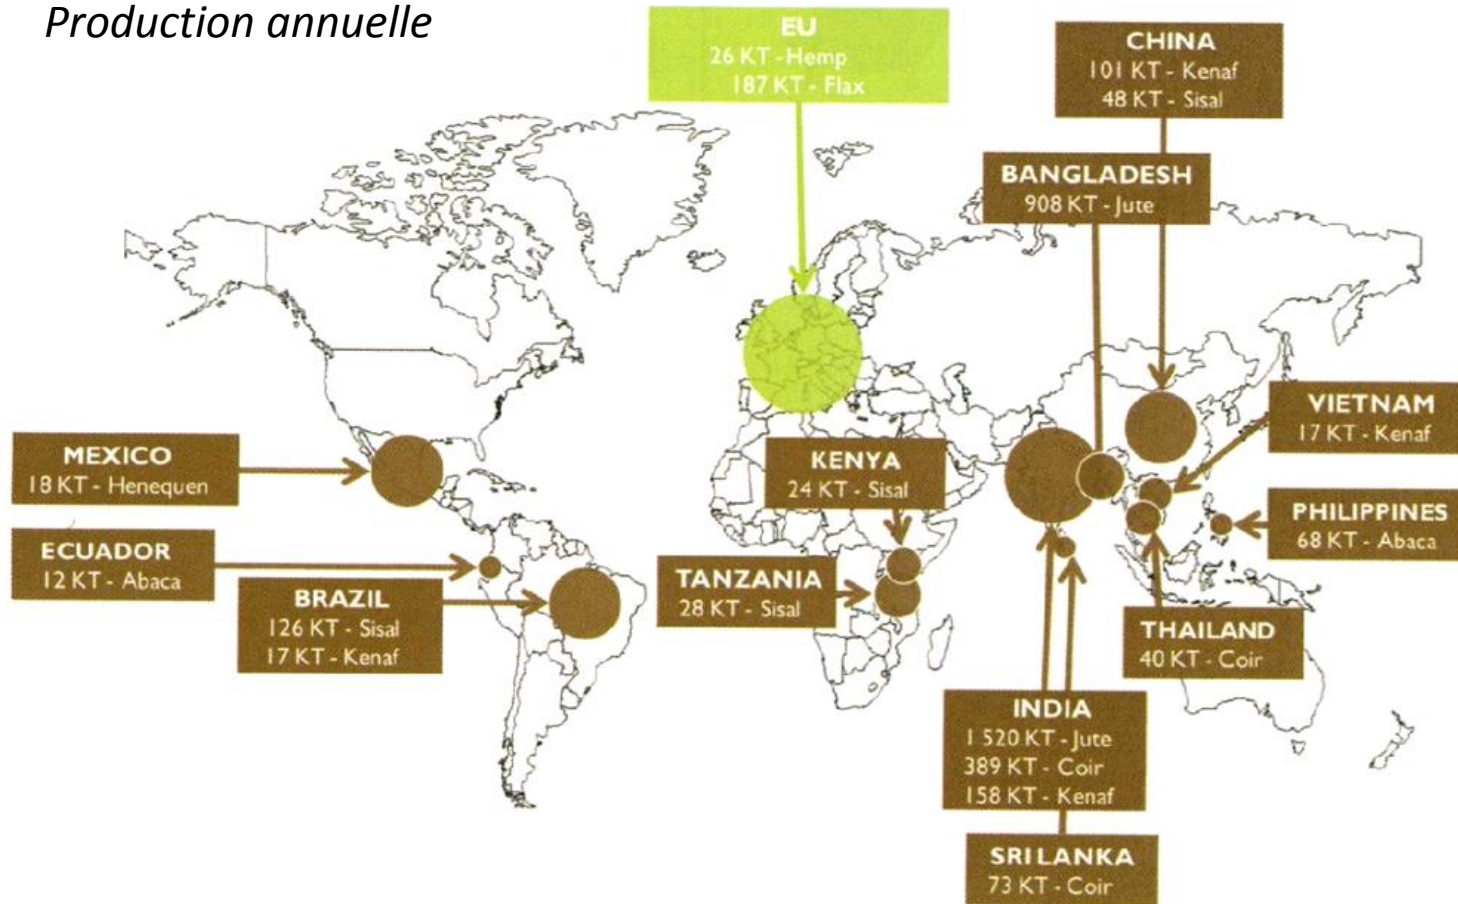 Production annuelle
EU
26 KT - Hemp
187 KT - Flax
CHINA
101 KT - Kenaf
48 KT - Sisal
BANGLADESH
908 KT - Jute
VIETNAM
17 KT - Kenaf
MEXICO
18 KT - Henequen
KENYA
24 KT - Sisal
PHILIPPINES
68 KT - Abaca
ECUADOR
12 KT - Abaca
BRAZIL
126 KT - Sisal
17 KT - Kenaf
TANZANIA
28 KT - Sisal
THAILAND
40 KT - Coir
INDIA
1 520 KT - Jute
389 KT - Coir
158 KT - Kenaf
SRI LANKA
73 KT - Coir